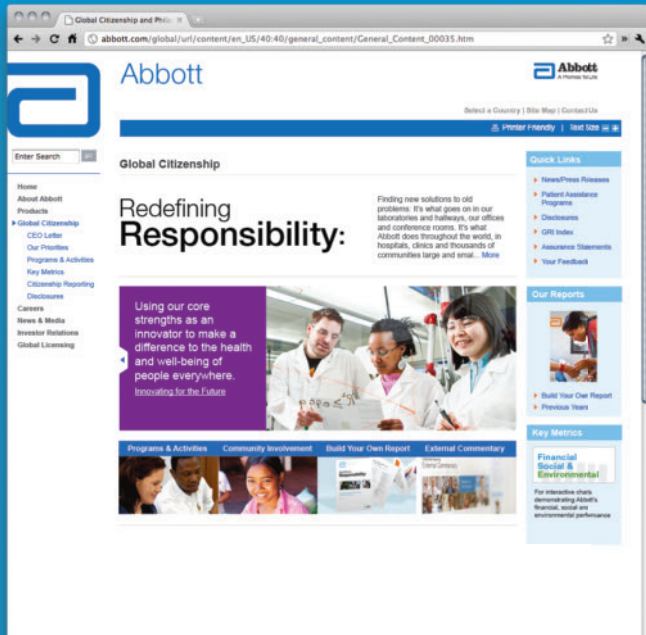 Global Citizenship and Phila
abbott.com/global/url/content/en_US/40:40/general_content/General_Content_00035.htm
Abbott
Abbott
A Promise for Life
Select a Country | Site Map | Contact Us
Printer Friendly | Text Size
Enter Search
Home
About Abbott
Products
Global Citizenship
CEO Letter
Our Priorities
Programs & Activities
Key Metrics
Citizenship Reporting
Disclosures
Careers
News & Media
Investor Relations
Global Licensing
Global Citizenship
Redefining
Responsibility:
Finding new solutions to old
problems: It's what goes on in our
laboratories and hallways, our offices
and conference rooms. It's what
Abbott does throughout the world, in
hospitals, clinics and thousands of
communities large and smal... More
Using our core
strengths as an
innovator to make a
difference to the health
and well-being of
people everywhere.
Innovating for the Future
Programs & Activities
Community Involvement
Build Your Own Report
External Commentary
External Commentary
Quick Links
News/Press Releases
Patient Assistance
Programs
Disclosures
GRI Index
Assurance Statements
Your Feedback
Our Reports
Build Your Own Report
Previous Years
Key Metrics
Financial
Social &
Environmental
For interactive charts
demonstrating Abbott's
financial, social and
environmental performance